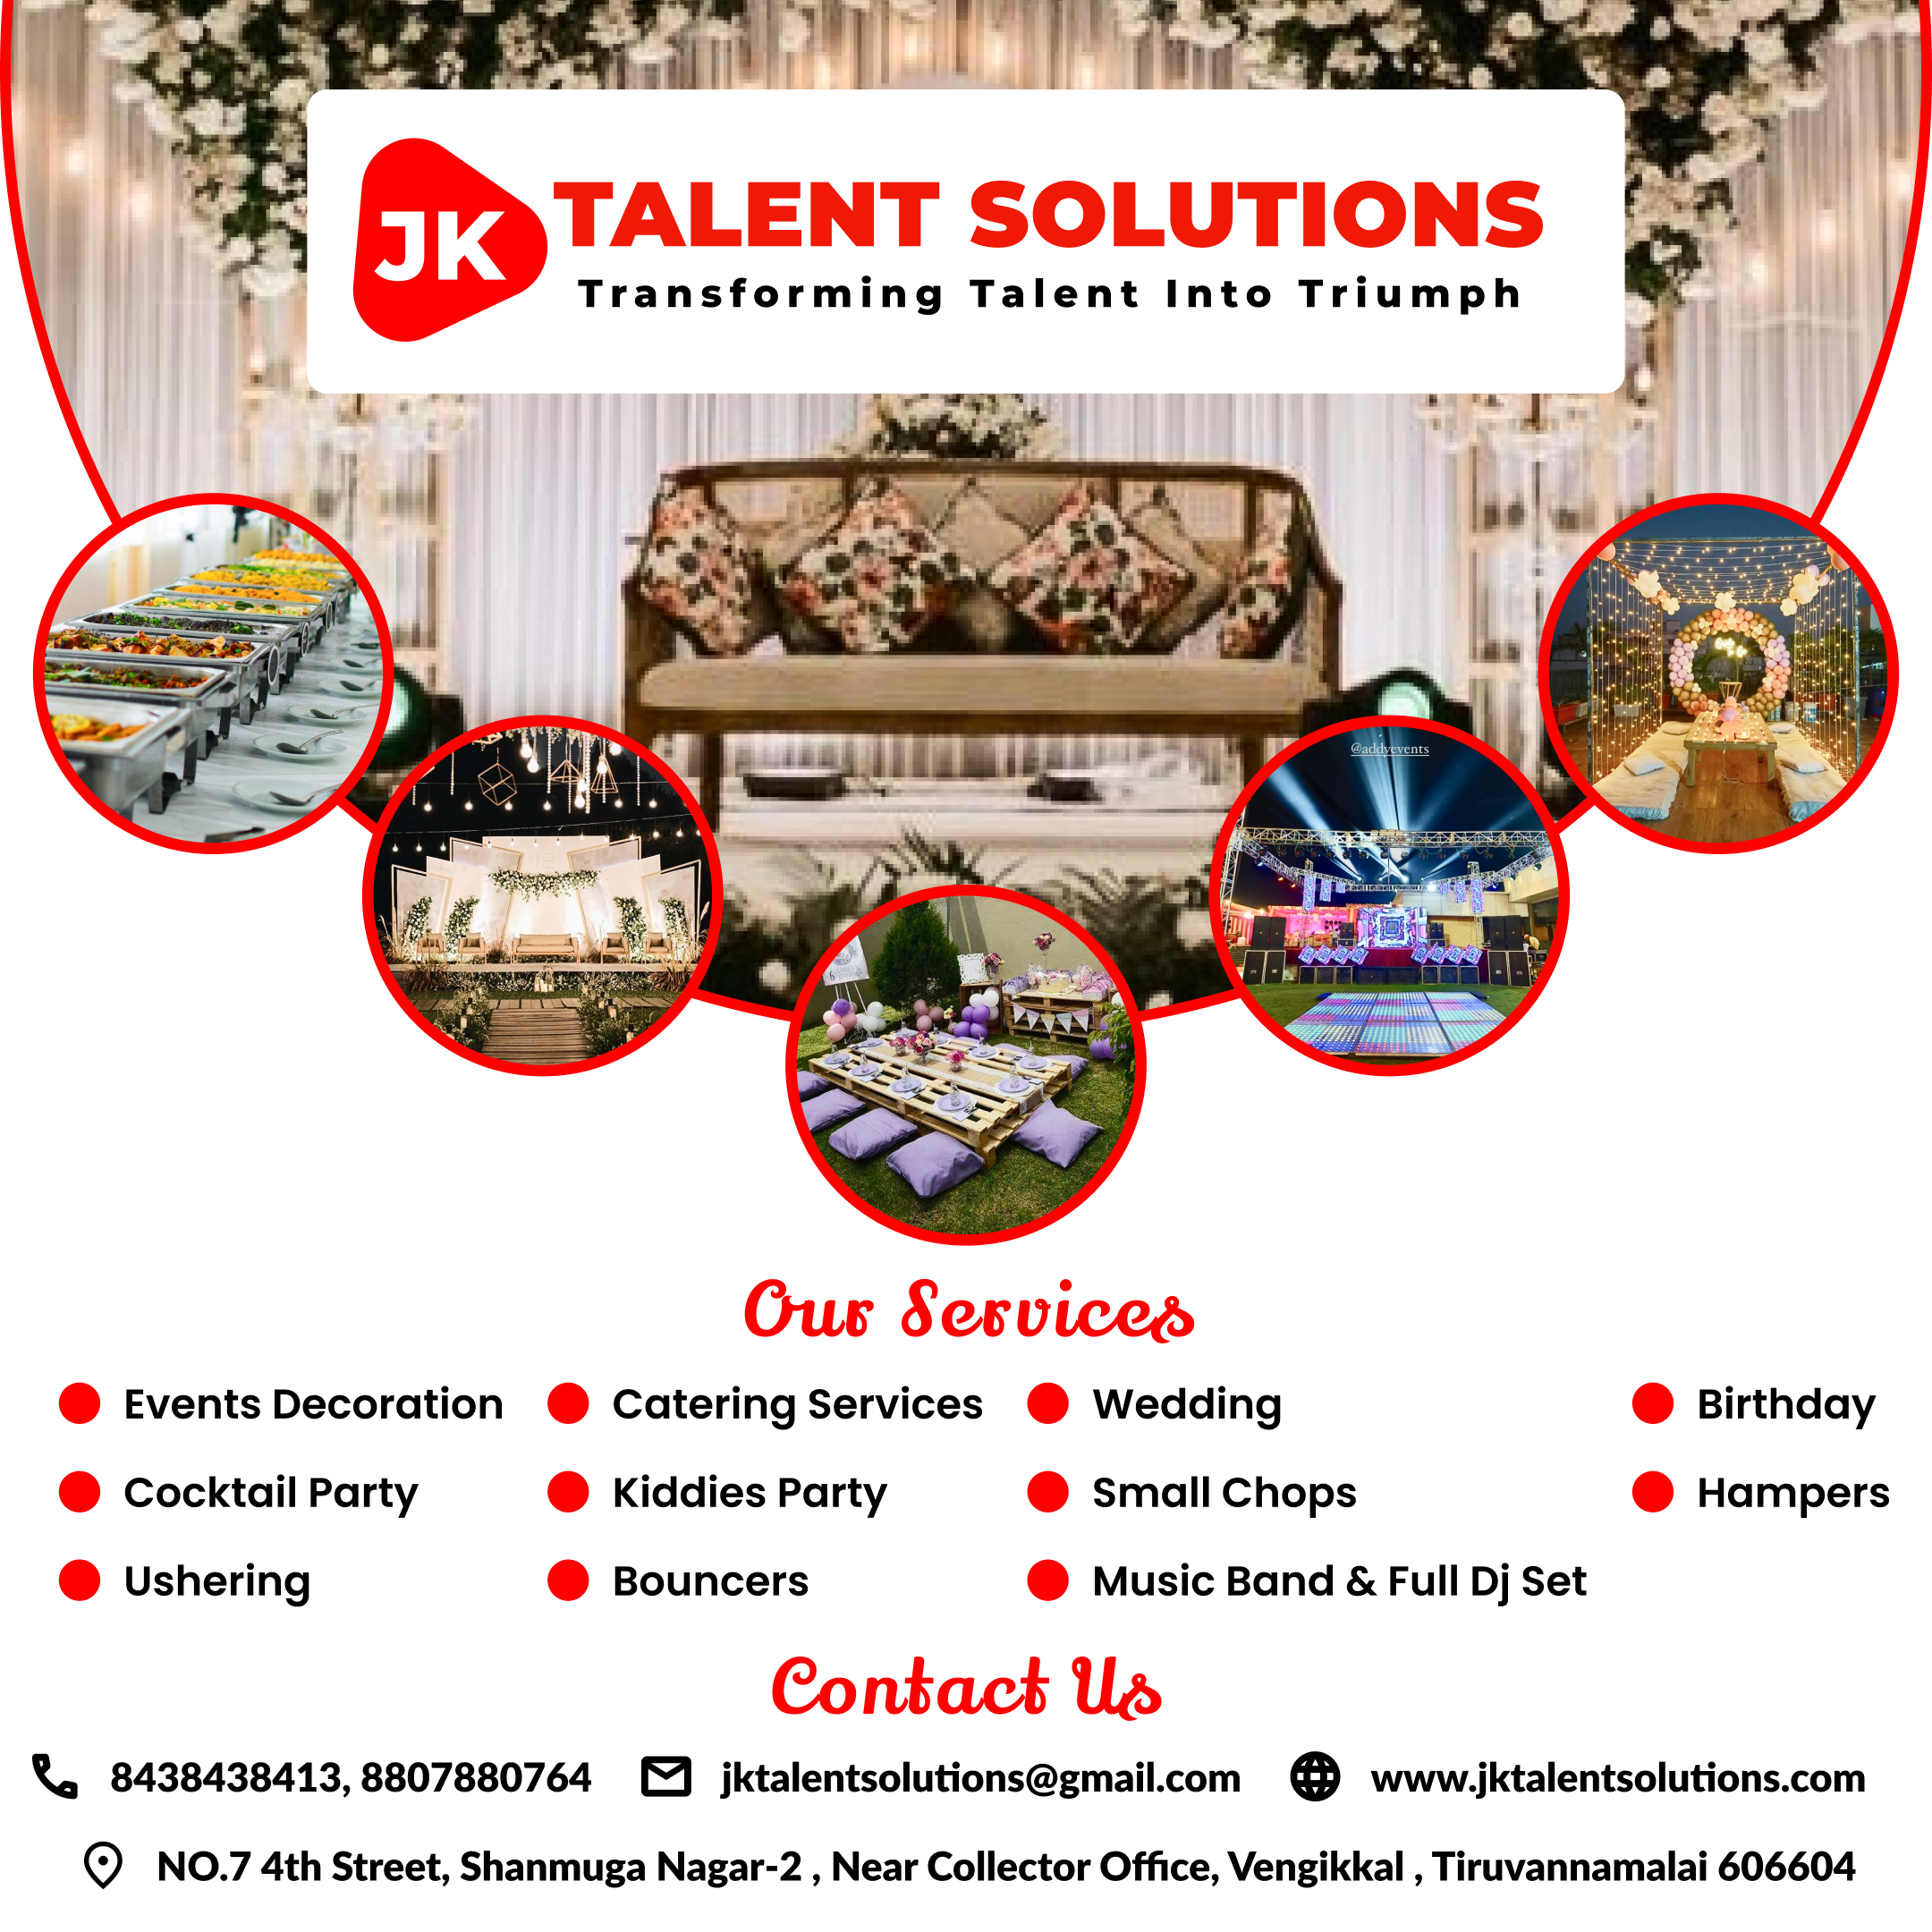 JK
TALENT SOLUTIONS
Transforming Talent Into Triumph
@addyevents
Our Services
Events Decoration
Catering Services
Wedding
Birthday
Cocktail Party
Kiddies Party
Small Chops
Hampers
Ushering
Bouncers
Music Band & Full Dj Set
Contact Us
8438438413, 8807880764
jktalentsolutions@gmail.com
www.jktalentsolutions.com
NO.7 4th Street, Shanmuga Nagar-2 , Near Collector Office, Vengikkal , Tiruvannamalai 606604